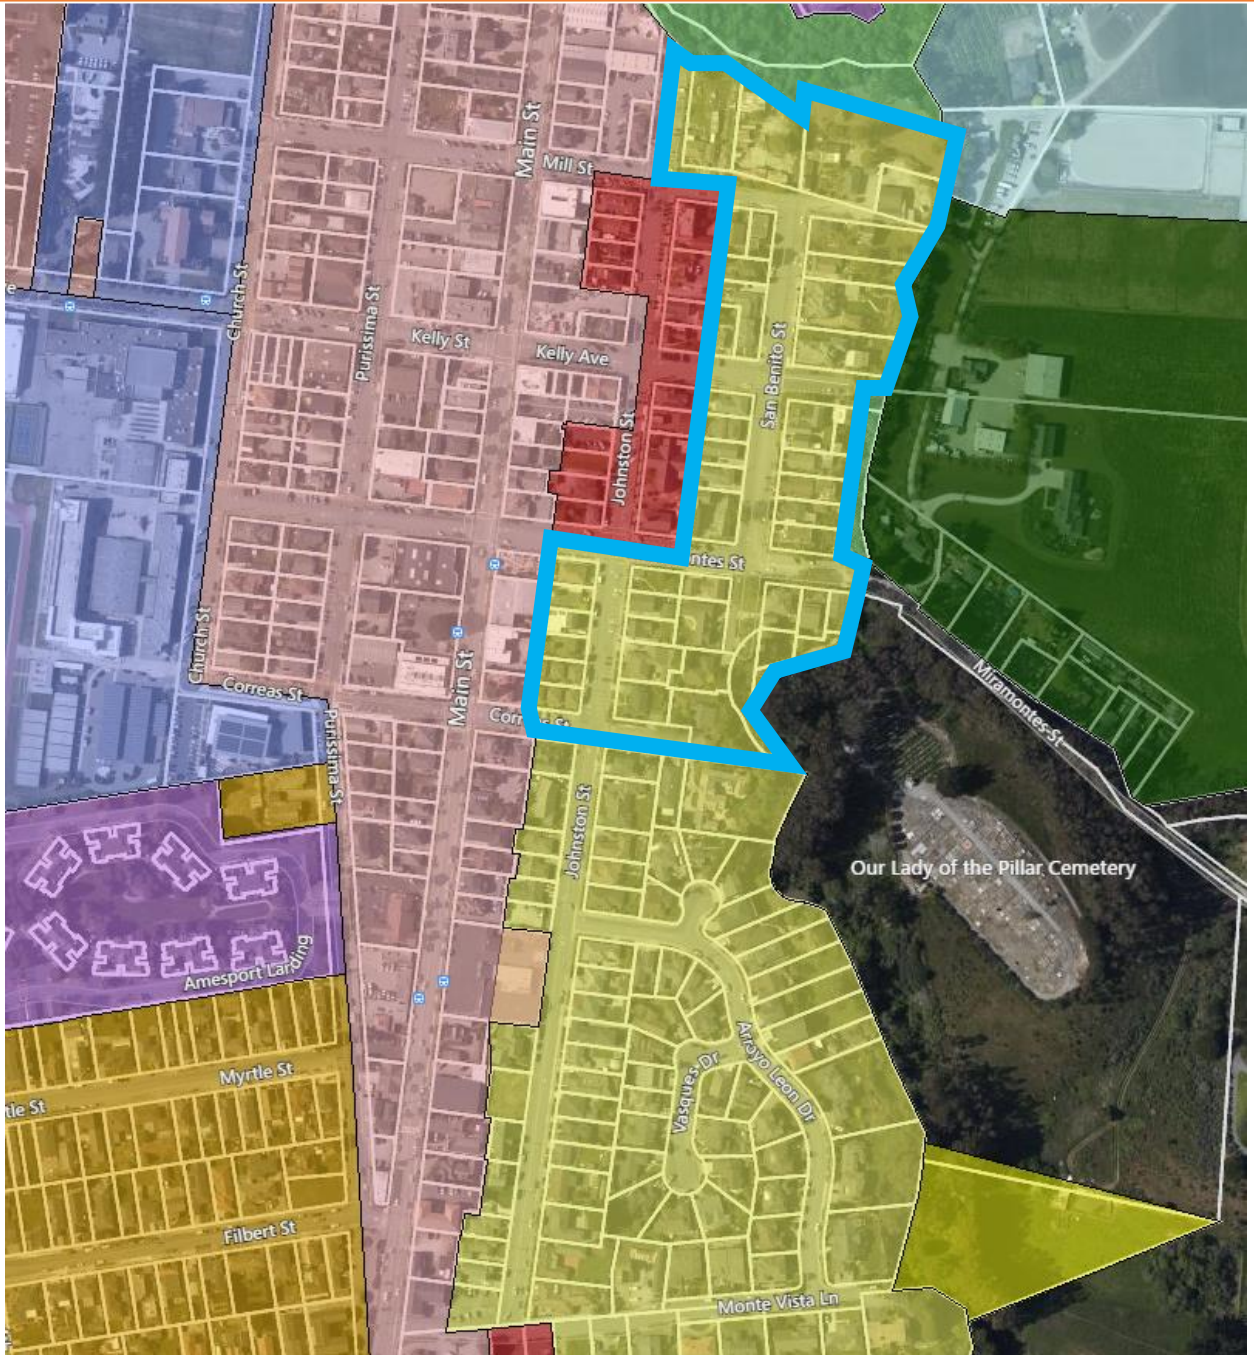 Main St
Mill St
Church St
Purissima St
Kelly St
Kelly Ave
San Benito St
Johnston St
ntes St
Church St
Main St
Correas St
Purissima St
Miramontes St
Johnston St
Our Lady of the Pillar Cemetery
Amesport Landing
Arroyo Leon Dr
Vasques Dr
Myrtle St
tle St
Filbert St
Monte Vista Ln